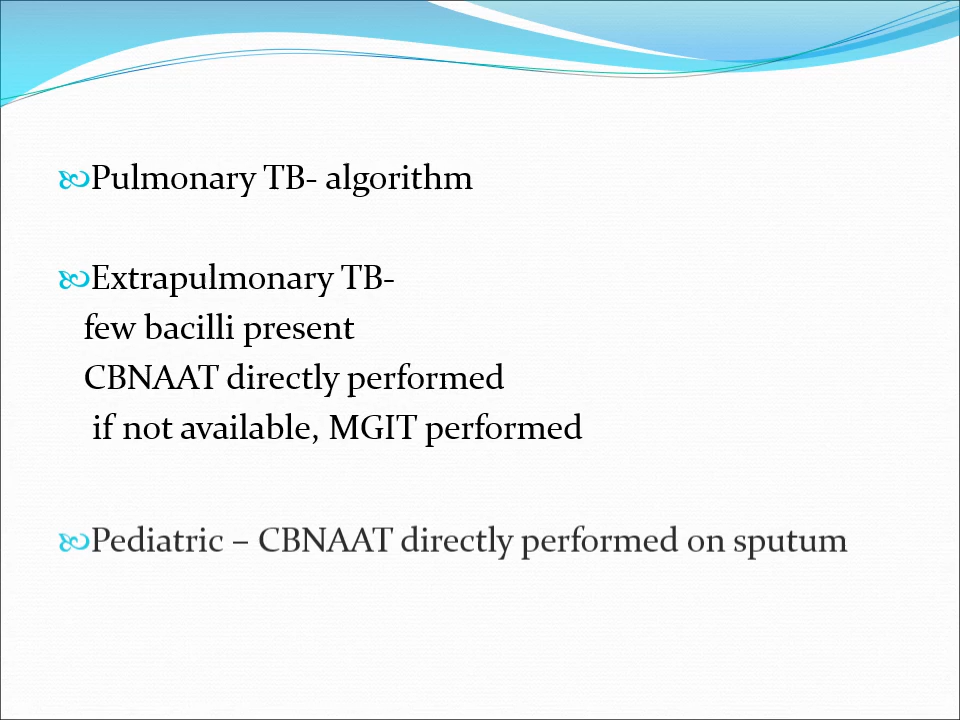 Pulmonary TB- algorithm
Extrapulmonary TB-
few bacilli present
CBNAAT directly performed
if not available, MGIT performed
Pediatric – CBNAAT directly performed on sputum